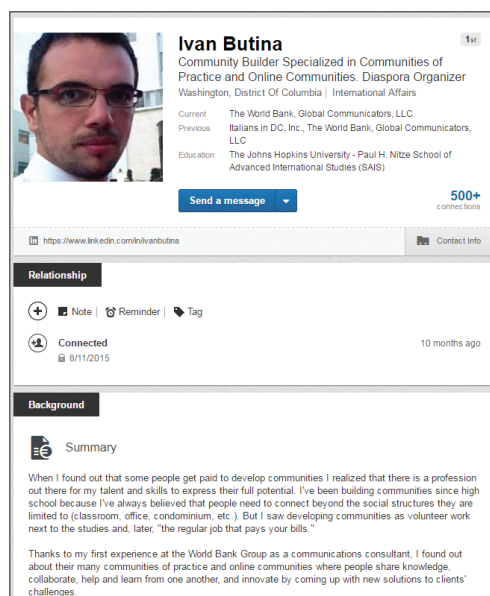 Ivan Butina
1st
Community Builder Specialized in Communities of
Practice and Online Communities. Diaspora Organizer
Washington, District Of Columbia | International Affairs
Current The World Bank, Global Communicators, LLC
Previous Italians in DC, Inc., The World Bank, Global Communicators,
LLC
Education The Johns Hopkins University - Paul H. Nitze School of
Advanced International Studies (SAIS)
Send a message
500+
connections
https://www.linkedin.com/in/ivanbutina
Contact Info
Relationship
Note | Reminder | Tag
Connected 10 months ago
8/11/2015
Background
Summary
When I found out that some people get paid to develop communities I realized that there is a profession
out there for my talent and skills to express their full potential. I've been building communities since high
school because I've always believed that people need to connect beyond the social structures they are
limited to (classroom, office, condominium, etc.). But I saw developing communities as volunteer work
next to the studies and, later, "the regular job that pays your bills."
Thanks to my first experience at the World Bank Group as a communications consultant, I found out
about their many communities of practice and online communities where people share knowledge,
collaborate, help and learn from one another, and innovate by coming up with new solutions to clients'
challenges.